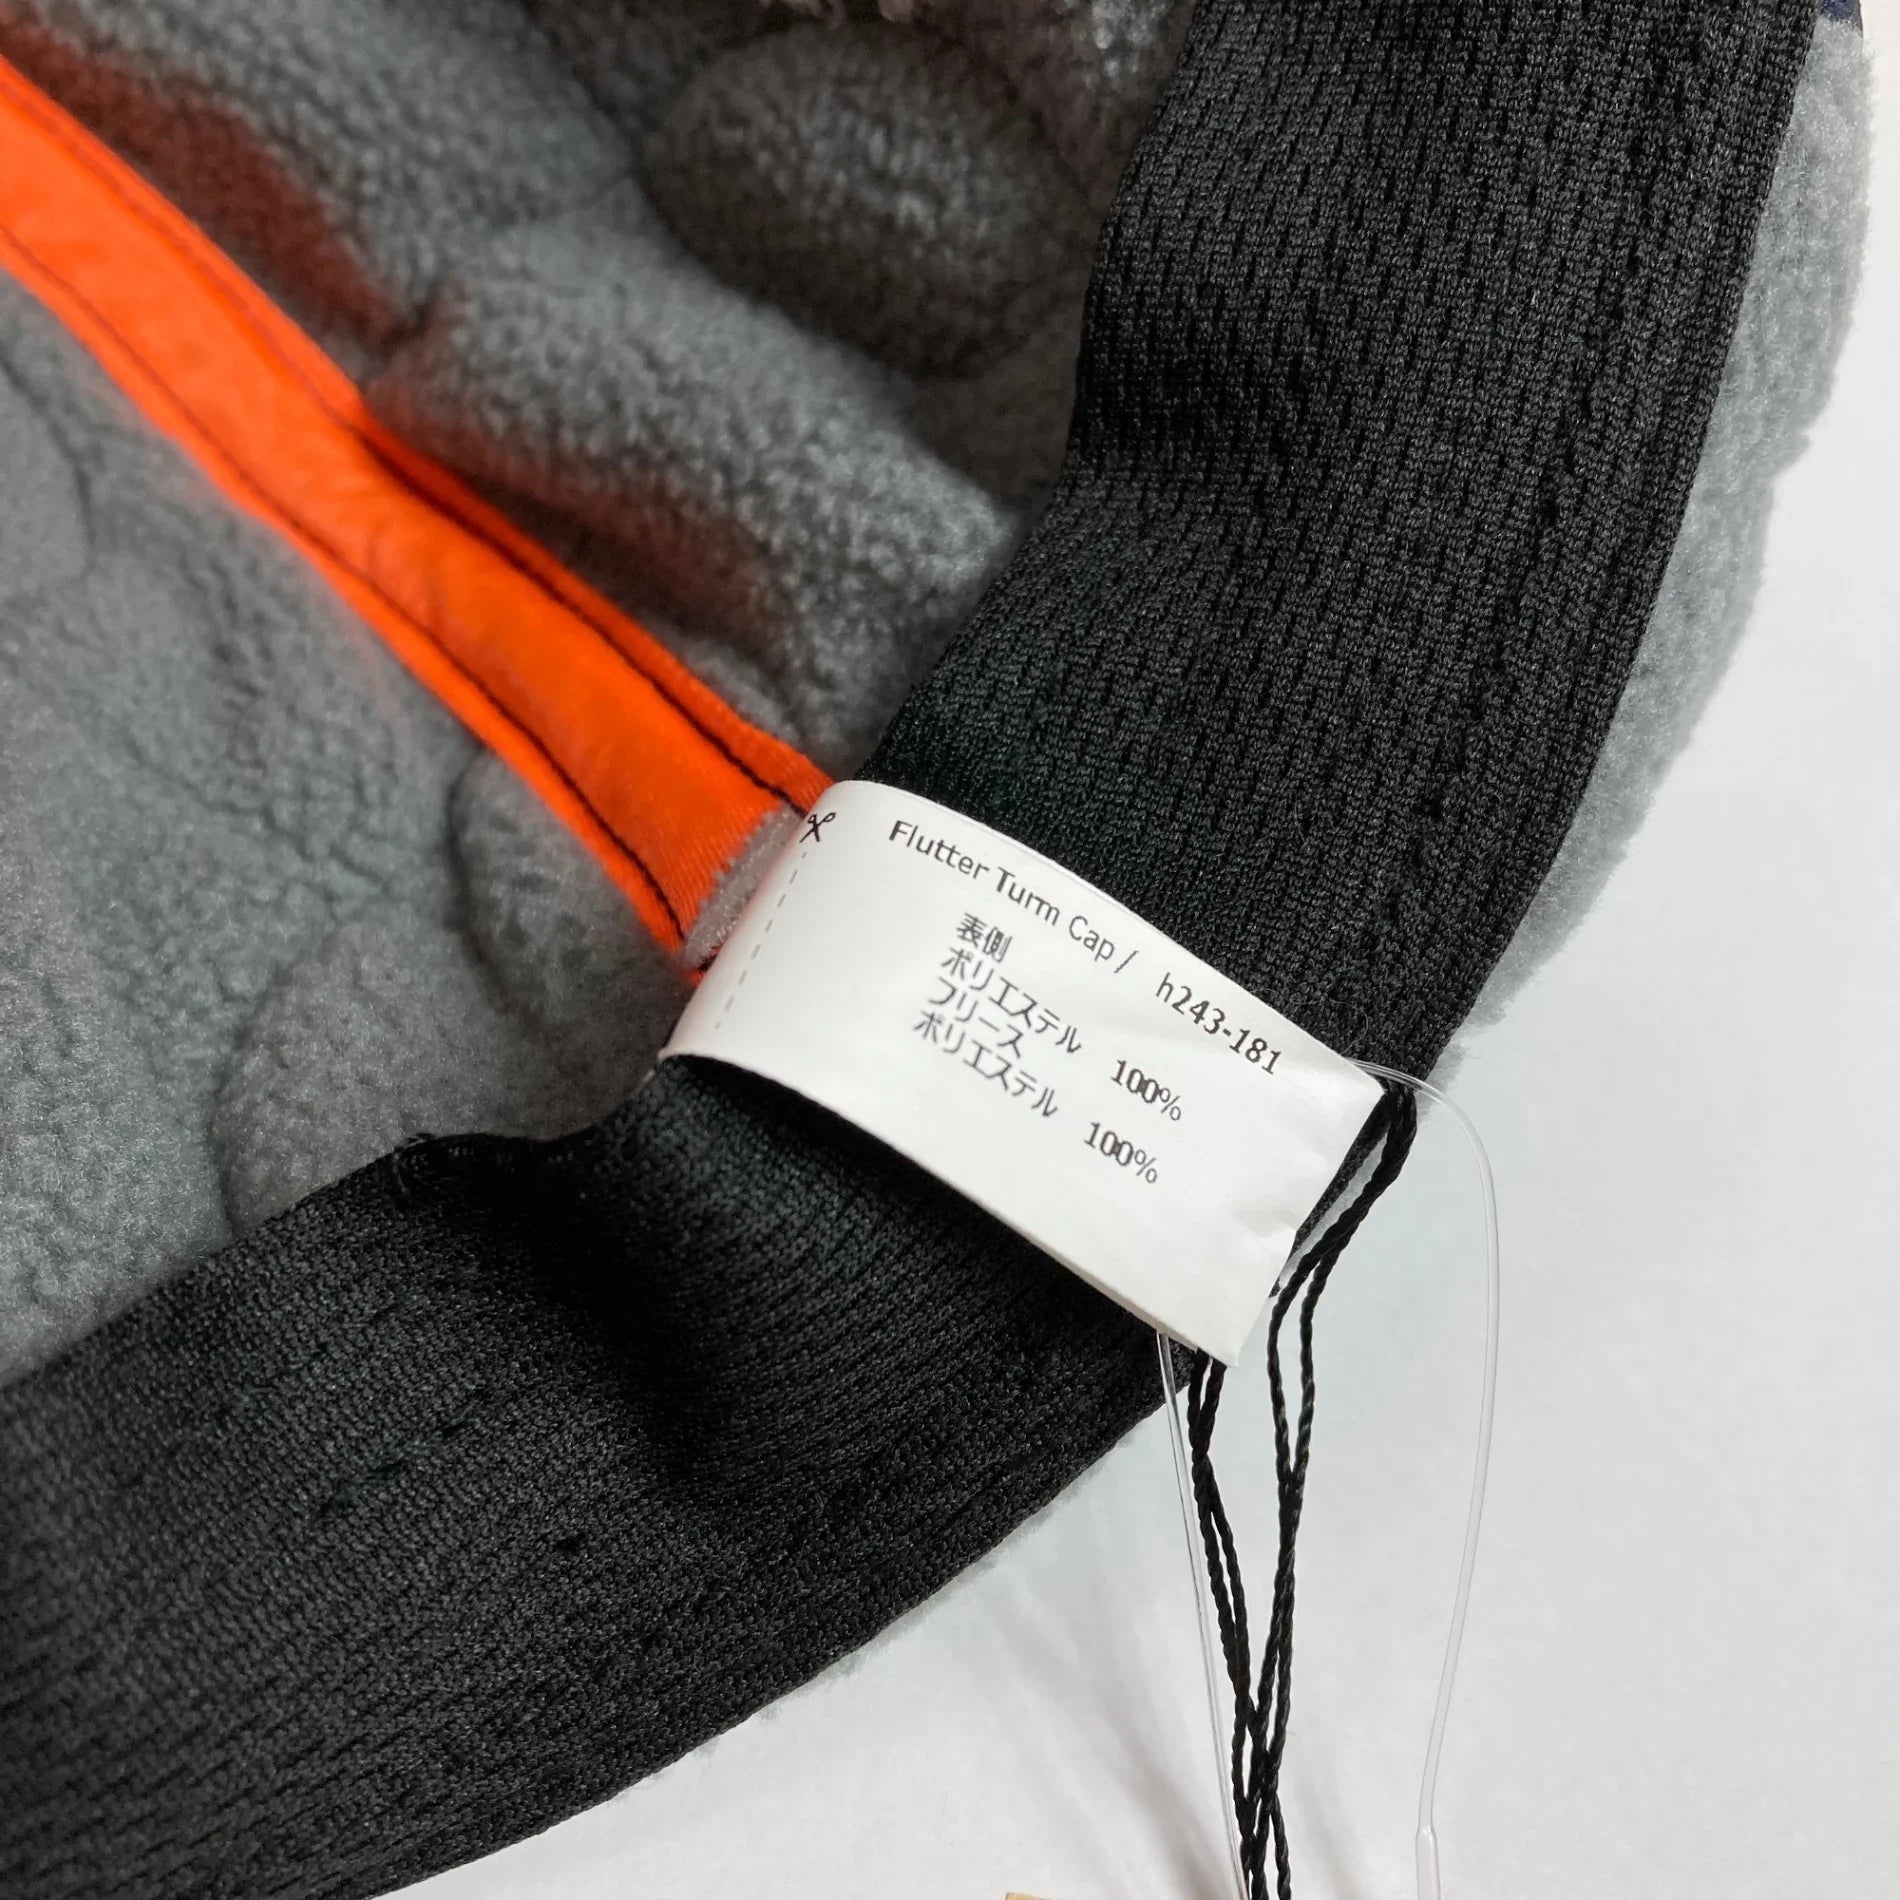 Flutter Turm Cap / h243-181
表側
ポリエステル 100%
フリース
ポリエステル 100%